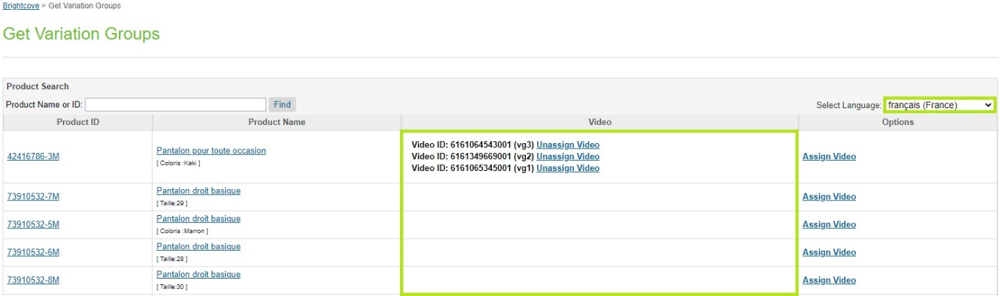 Brightcove > Get Variation Groups
Get Variation Groups
Product Search
Product Name or ID: Find Select Language: français (France)
Product ID Product Name Video Options
42416786-3M Pantalon pour toute occasion [ Coloris :Kaki ] Video ID: 6161064543001 (vg3) Unassign Video
Video ID: 6161349669001 (vg2) Unassign Video
Video ID: 6161065345001 (vg1) Unassign Video
Assign Video
73910532-7M Pantalon droit basique Assign Video
[ Taille:29 ]
73910532-5M Pantalon droit basique Assign Video
[ Coloris :Marron ]
73910532-6M Pantalon droit basique Assign Video
[ Taille:28 ]
73910532-8M Pantalon droit basique Assign Video
[ Taille:30 ]